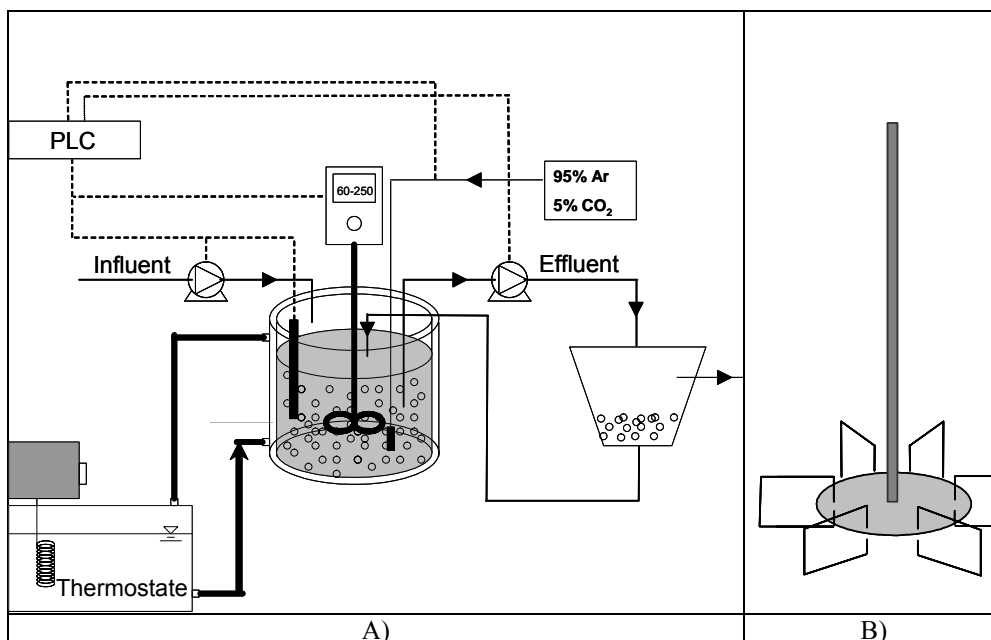 PLC
60-250
95% Ar
5% CO₂
Influent
Effluent
Thermostate
A)
B)